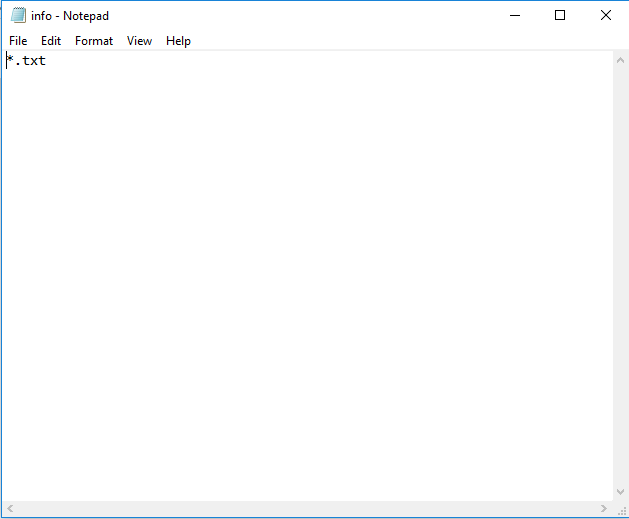 info - Notepad
File Edit Format View Help
*.txt